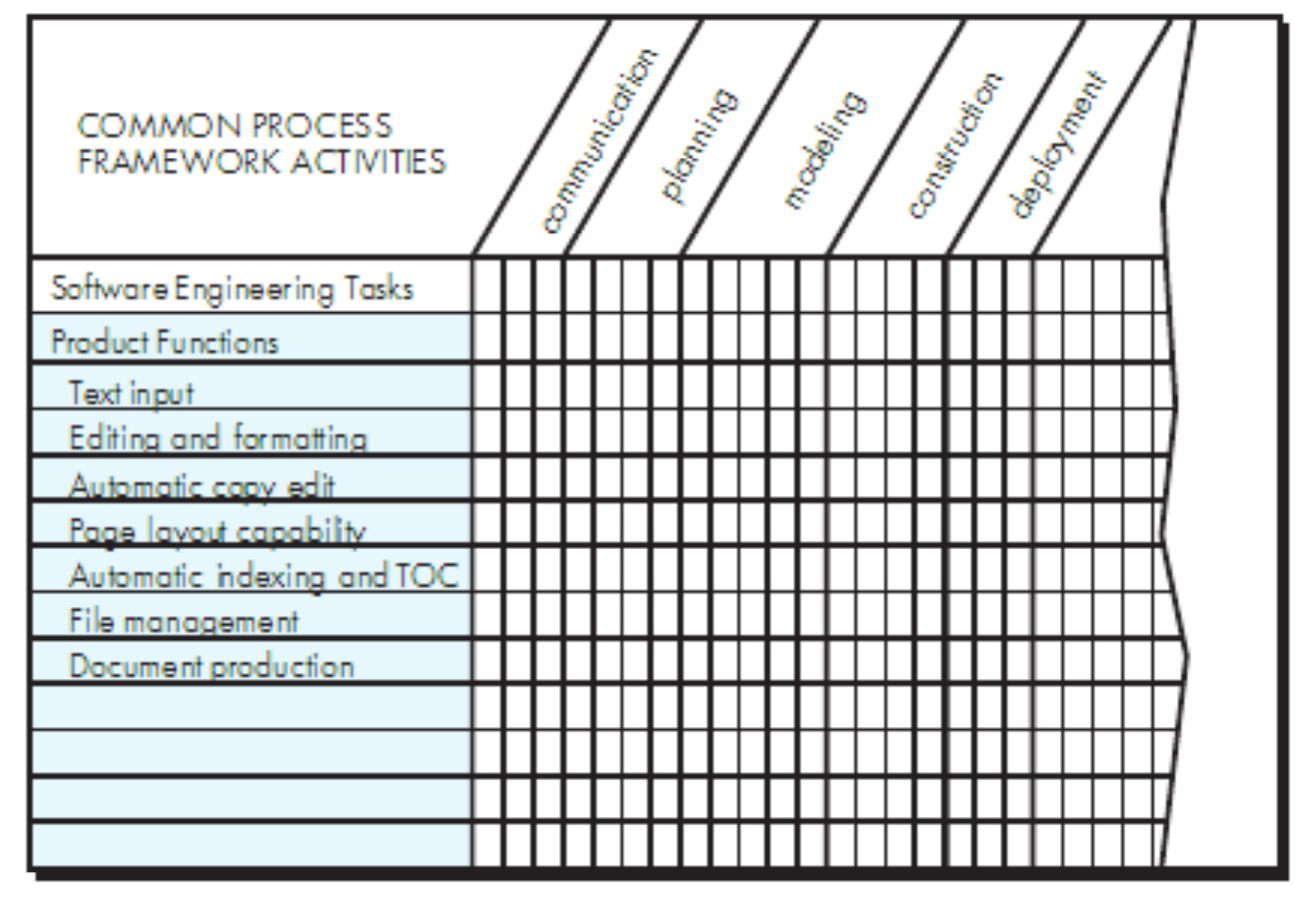 COMMON PROCESS
FRAMEWORK ACTIVITIES
communication
planning
modeling
construction
deployment
Software Engineering Tasks
Product Functions
Text input
Editing and formatting
Automatic copy edit
Page layout capability
Automatic indexing and TOC
File management
Document production